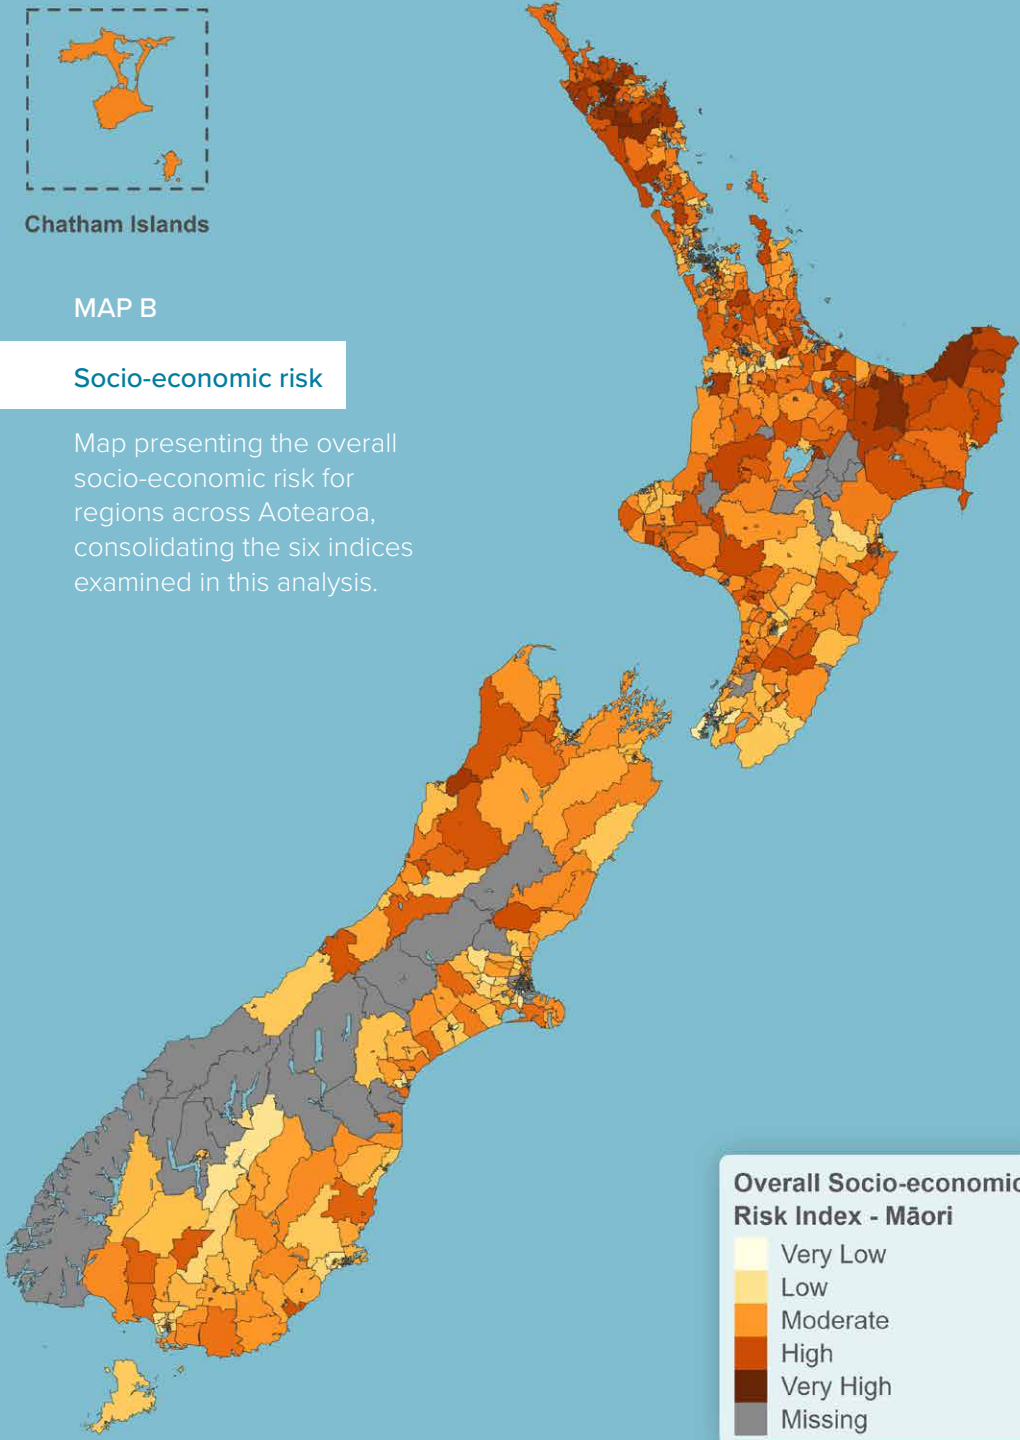 Chatham Islands
MAP B
Socio-economic risk
Map presenting the overall
socio-economic risk for
regions across Aotearoa,
consolidating the six indices
examined in this analysis.
Overall Socio-economic
Risk Index - Māori
Very Low
Low
Moderate
High
Very High
Missing